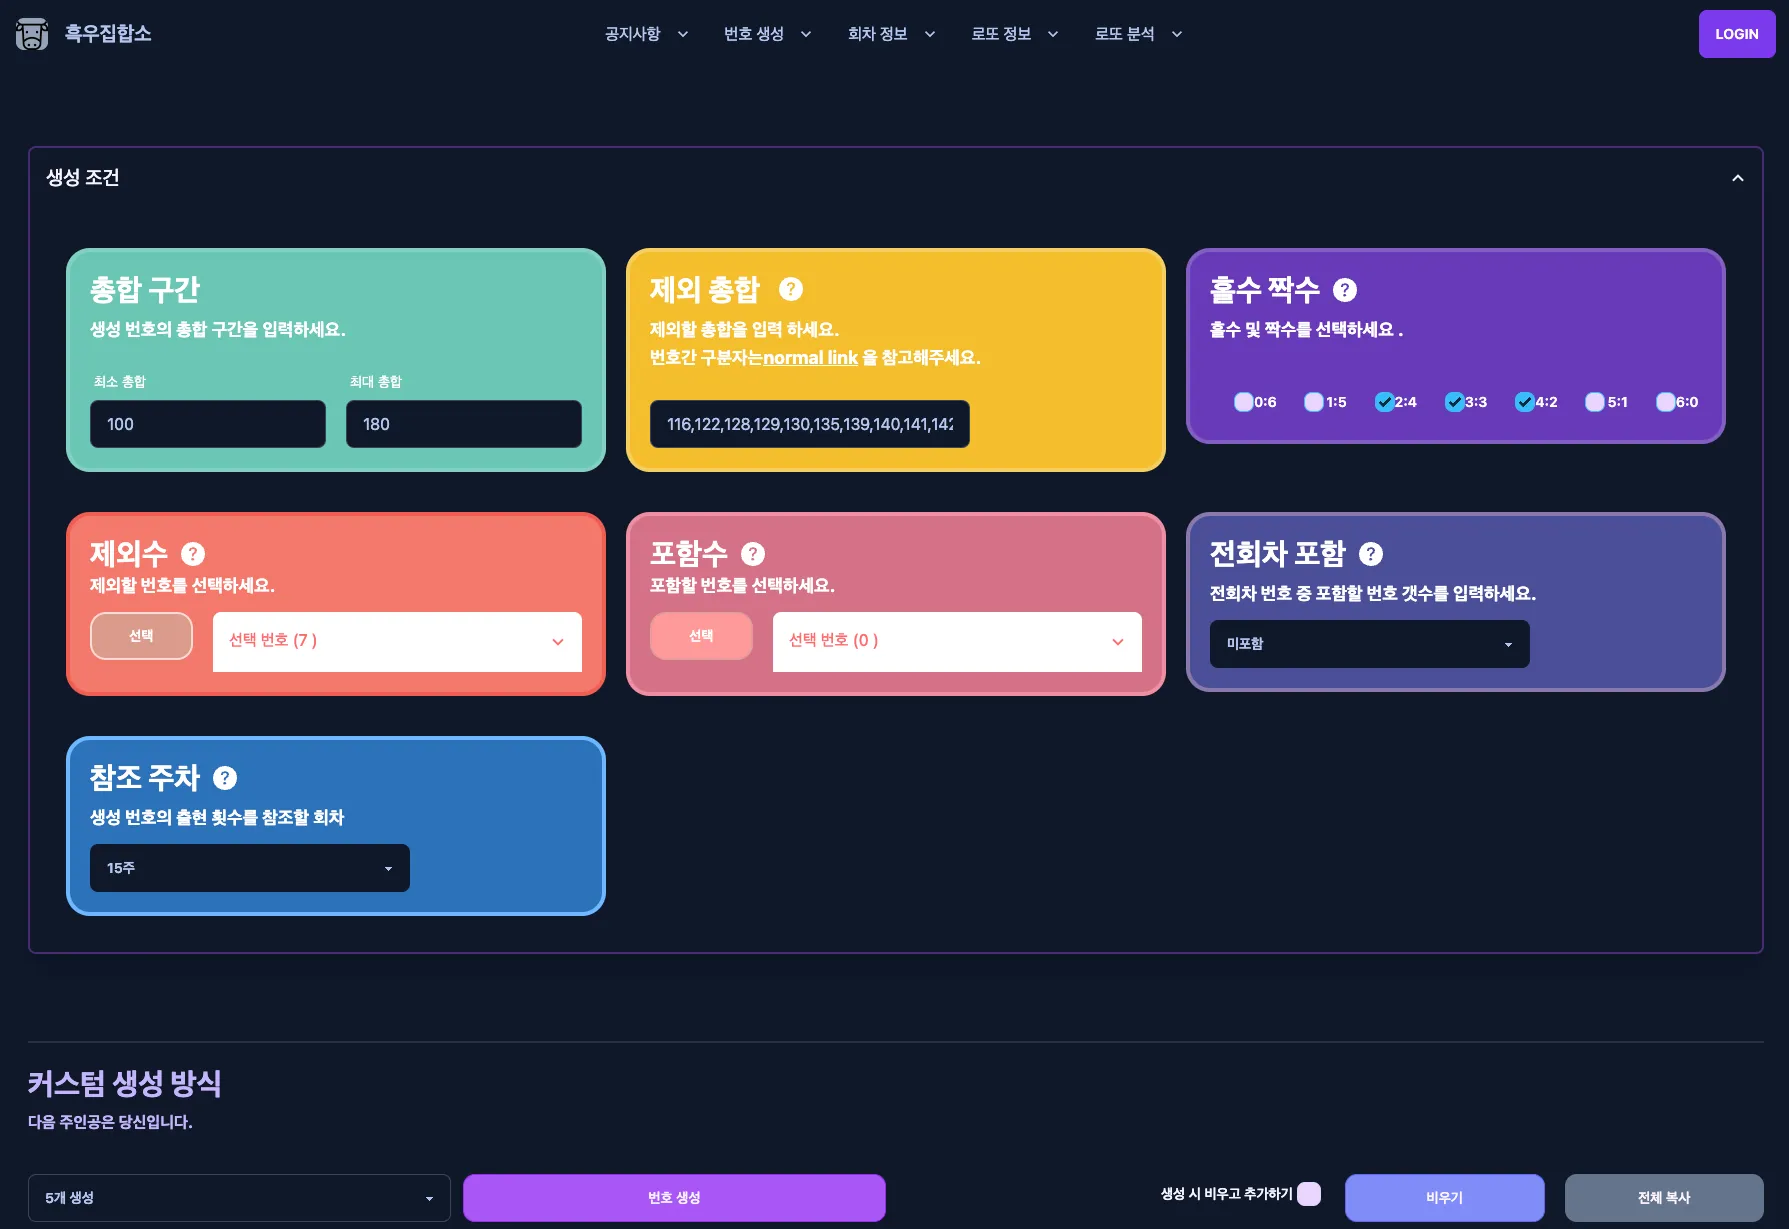 흑우집합소
공지사항
번호 생성
회차 정보
로또 정보
로또 분석
LOGIN
생성 조건
총합 구간
생성 번호의 총합 구간을 입력하세요.
최소 총합
최대 총합
100
180
제외 총합 ?
제외할 총합을 입력 하세요.
번호간 구분자는normal link 을 참고해주세요.
116,122,128,129,130,135,139,140,141,142
홀수 짝수 ?
홀수 및 짝수를 선택하세요 .
0:6 1:5 2:4 3:3 4:2 5:1 6:0
제외수 ?
제외할 번호를 선택하세요.
선택
선택 번호 (7 )
포함수 ?
포함할 번호를 선택하세요.
선택
선택 번호 (0 )
전회차 포함 ?
전회차 번호 중 포함할 번호 갯수를 입력하세요.
미포함
참조 주차 ?
생성 번호의 출현 횟수를 참조할 회차
15주
커스텀 생성 방식
다음 주인공은 당신입니다.
5개 생성
번호 생성
생성 시 비우고 추가하기
비우기
전체 복사